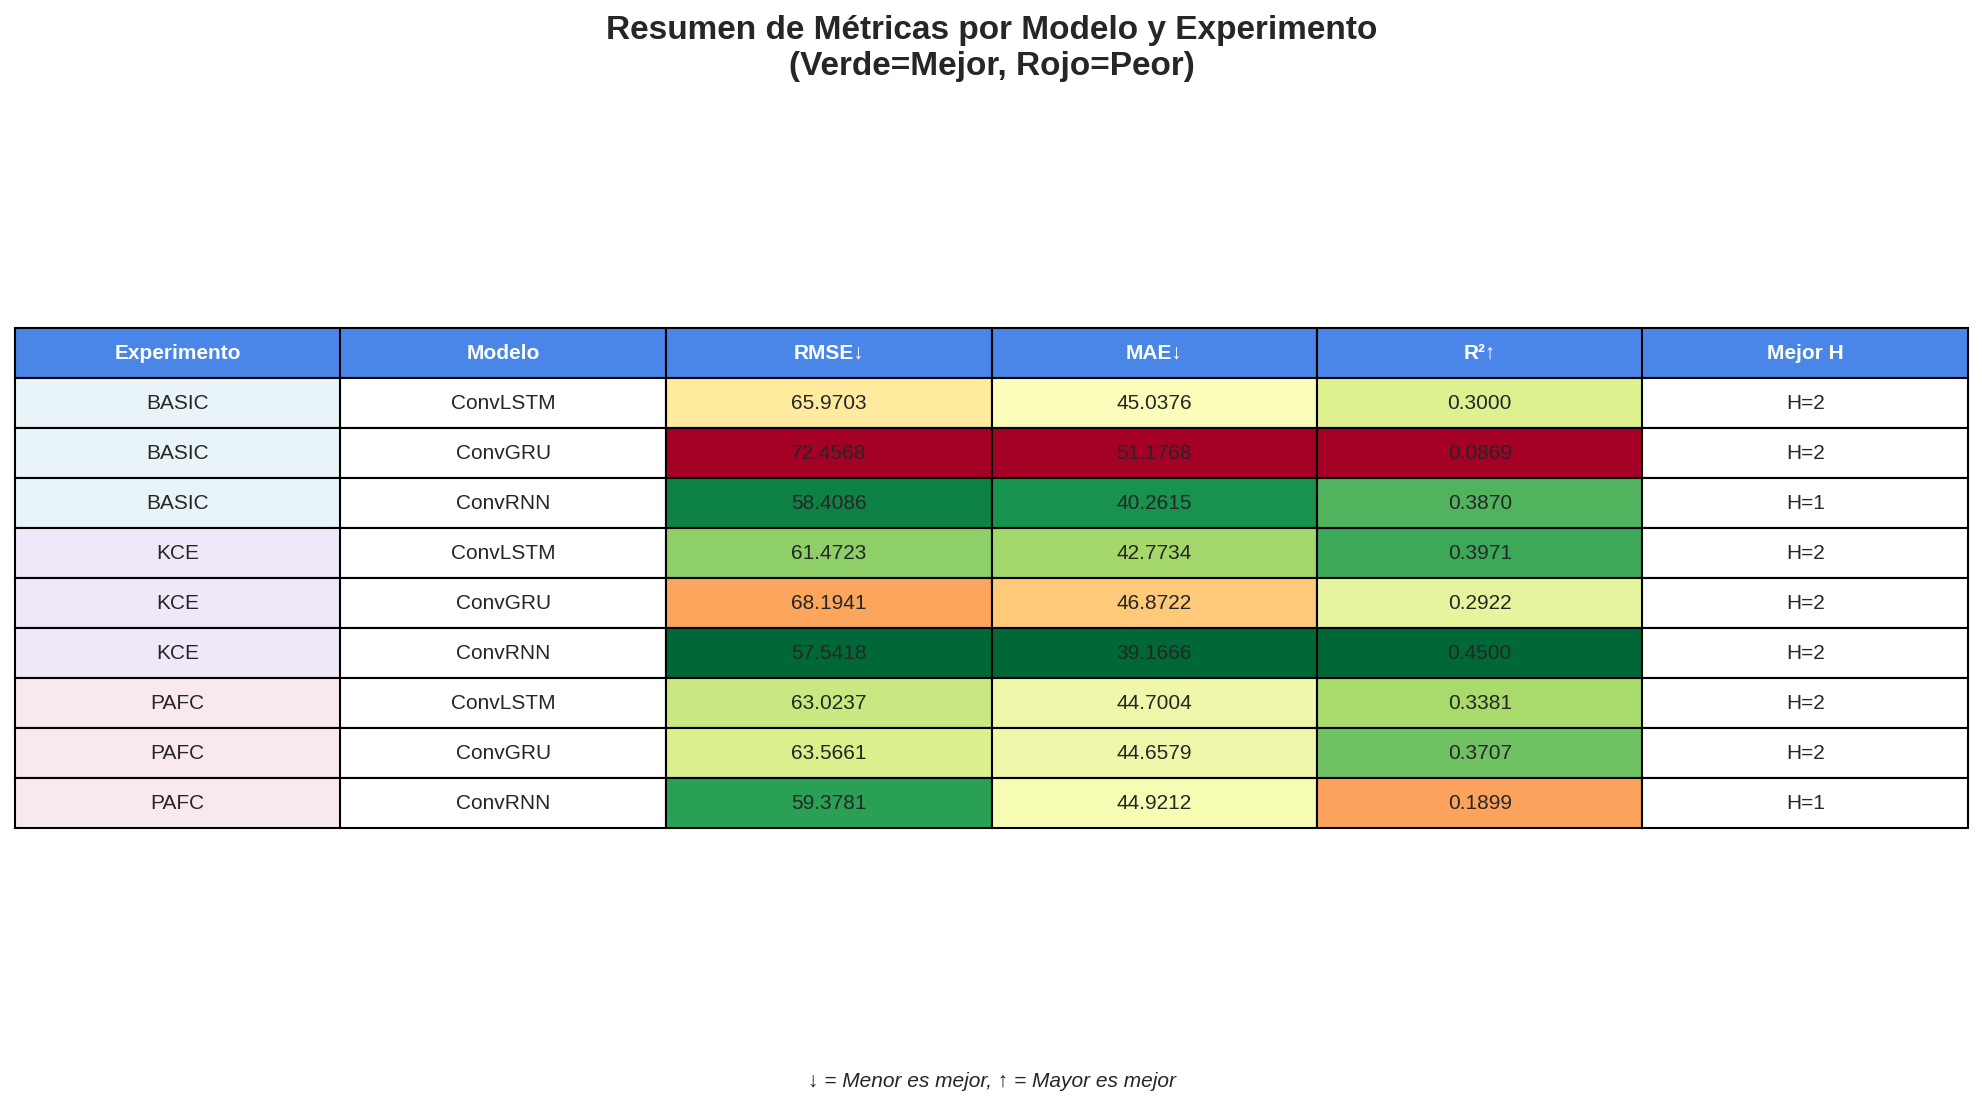 Resumen de Métricas por Modelo y Experimento
(Verde=Mejor, Rojo=Peor)
Experimento Modelo RMSE↓ MAE↓ R²↑ Mejor H
BASIC ConvLSTM 65.9703 45.0376 0.3000 H=2
BASIC ConvGRU 72.4568 51.1768 0.0869 H=2
BASIC ConvRNN 58.4086 40.2615 0.3870 H=1
KCE ConvLSTM 61.4723 42.7734 0.3971 H=2
KCE ConvGRU 68.1941 46.8722 0.2922 H=2
KCE ConvRNN 57.5418 39.1666 0.4500 H=2
PAFC ConvLSTM 63.0237 44.7004 0.3381 H=2
PAFC ConvGRU 63.5661 44.6579 0.3707 H=2
PAFC ConvRNN 59.3781 44.9212 0.1899 H=1
↓ = Menor es mejor, ↑ = Mayor es mejor